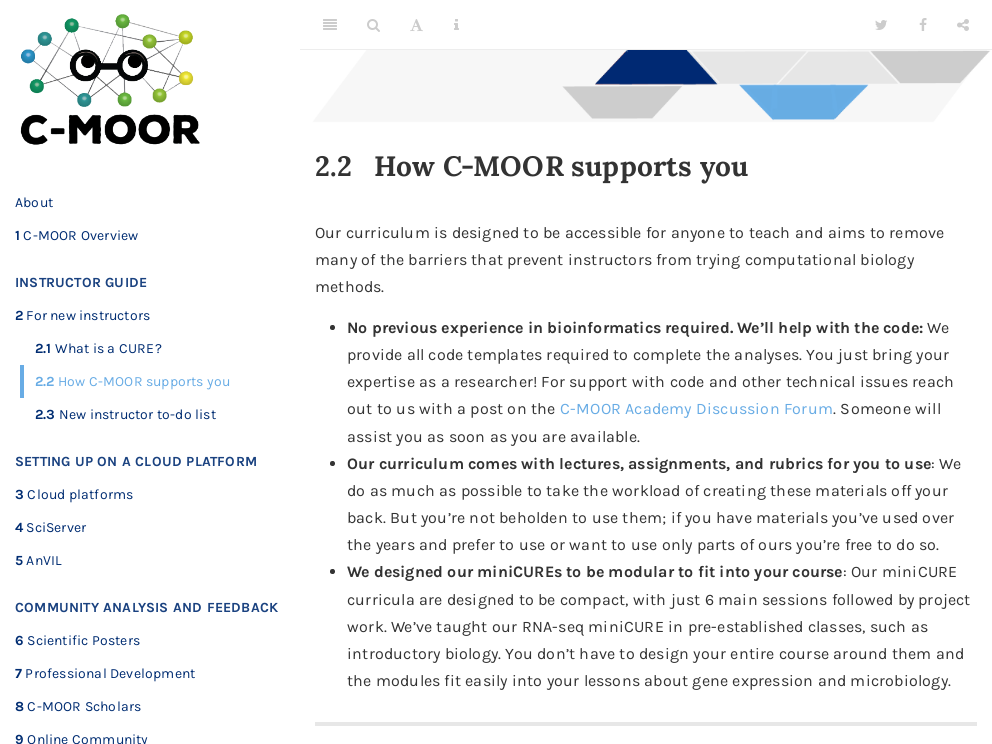 C-MOOR
About
1 C-MOOR Overview
INSTRUCTOR GUIDE
2 For new instructors
2.1 What is a CURE?
2.2 How C-MOOR supports you
2.3 New instructor to-do list
SETTING UP ON A CLOUD PLATFORM
3 Cloud platforms
4 SciServer
5 AnVIL
COMMUNITY ANALYSIS AND FEEDBACK
6 Scientific Posters
7 Professional Development
8 C-MOOR Scholars
9 Online Community
2.2 How C-MOOR supports you
Our curriculum is designed to be accessible for anyone to teach and aims to remove
many of the barriers that prevent instructors from trying computational biology
methods.
• No previous experience in bioinformatics required. We’ll help with the code: We
provide all code templates required to complete the analyses. You just bring your
expertise as a researcher! For support with code and other technical issues reach
out to us with a post on the C-MOOR Academy Discussion Forum. Someone will
assist you as soon as you are available.
• Our curriculum comes with lectures, assignments, and rubrics for you to use: We
do as much as possible to take the workload of creating these materials off your
back. But you’re not beholden to use them; if you have materials you’ve used over
the years and prefer to use or want to use only parts of ours you’re free to do so.
• We designed our miniCUREs to be modular to fit into your course: Our miniCURE
curricula are designed to be compact, with just 6 main sessions followed by project
work. We’ve taught our RNA-seq miniCURE in pre-established classes, such as
introductory biology. You don’t have to design your entire course around them and
the modules fit easily into your lessons about gene expression and microbiology.